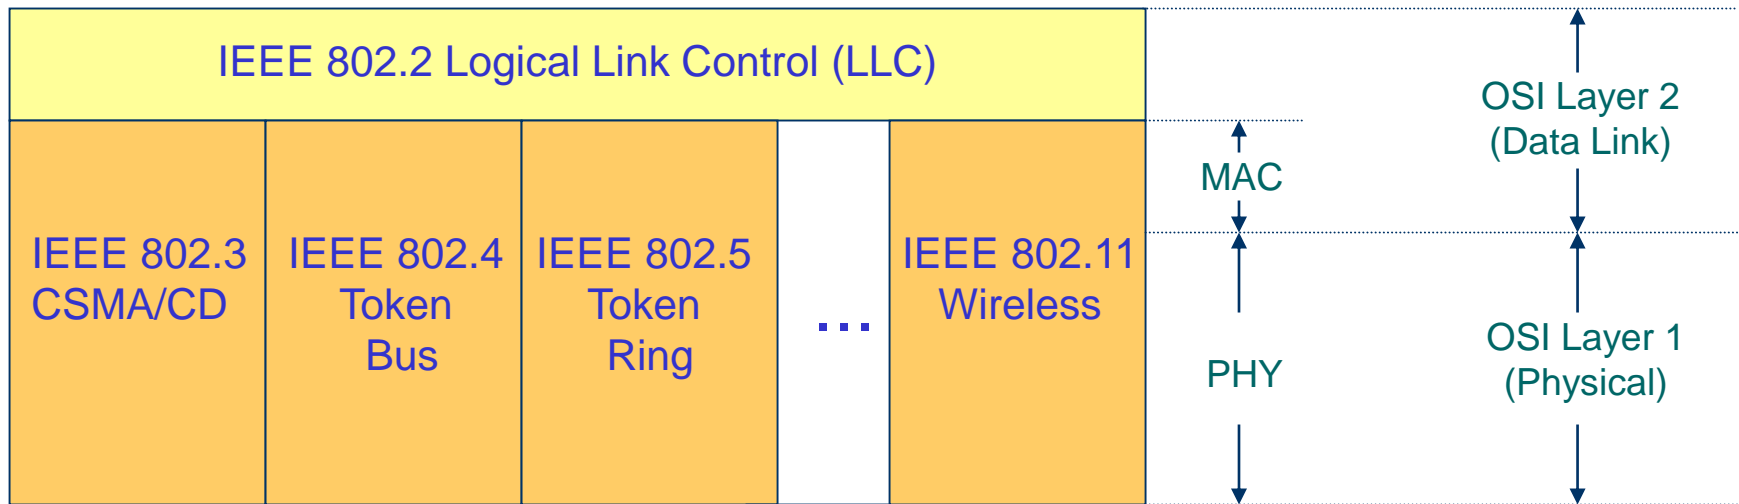 IEEE 802.2 Logical Link Control (LLC)
IEEE 802.3
CSMA/CD
IEEE 802.4
Token
Bus
IEEE 802.5
Token
Ring
...
IEEE 802.11
Wireless
MAC
PHY
OSI Layer 2
(Data Link)
OSI Layer 1
(Physical)